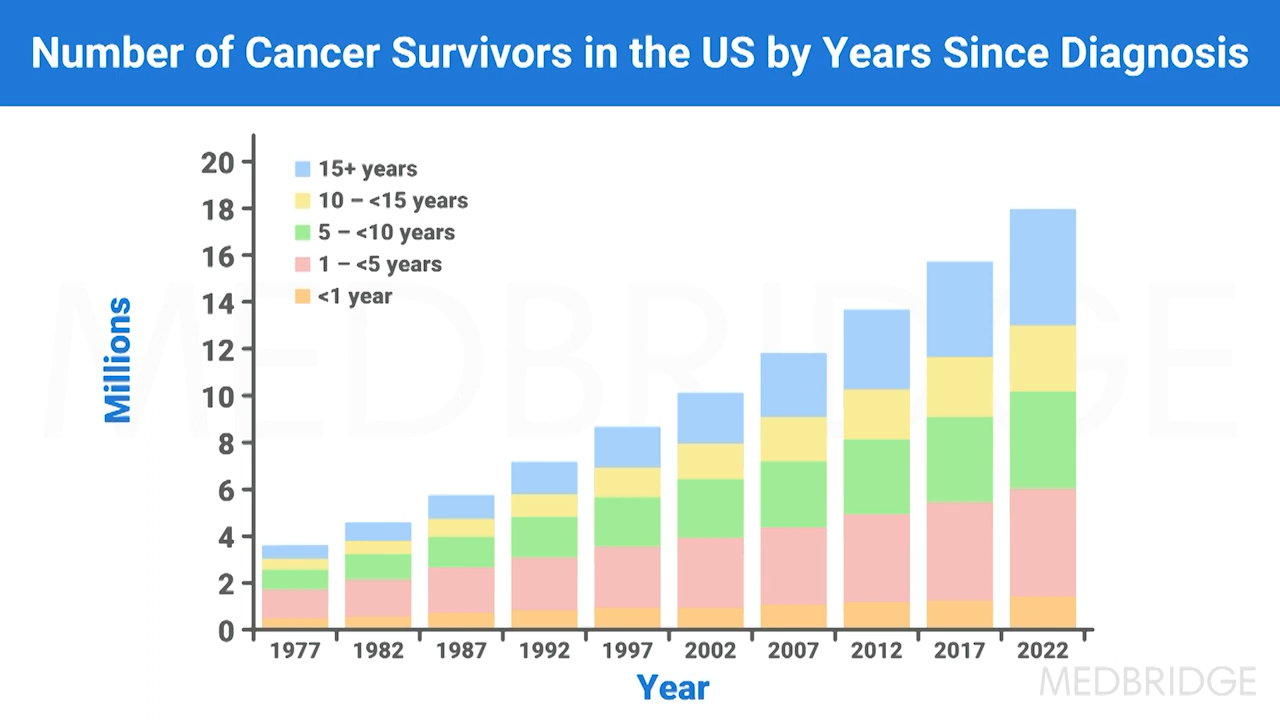 Number of Cancer Survivors in the US by Years Since Diagnosis
20
18
16
14
12
10
8
6
4
2
0
Millions
15+ years
10 – <15 years
5 – <10 years
1 – <5 years
<1 year
MEDBRIDGE
1977 1982 1987 1992 1997 2002 2007 2012 2017 2022
Year
MEDBRIDGE